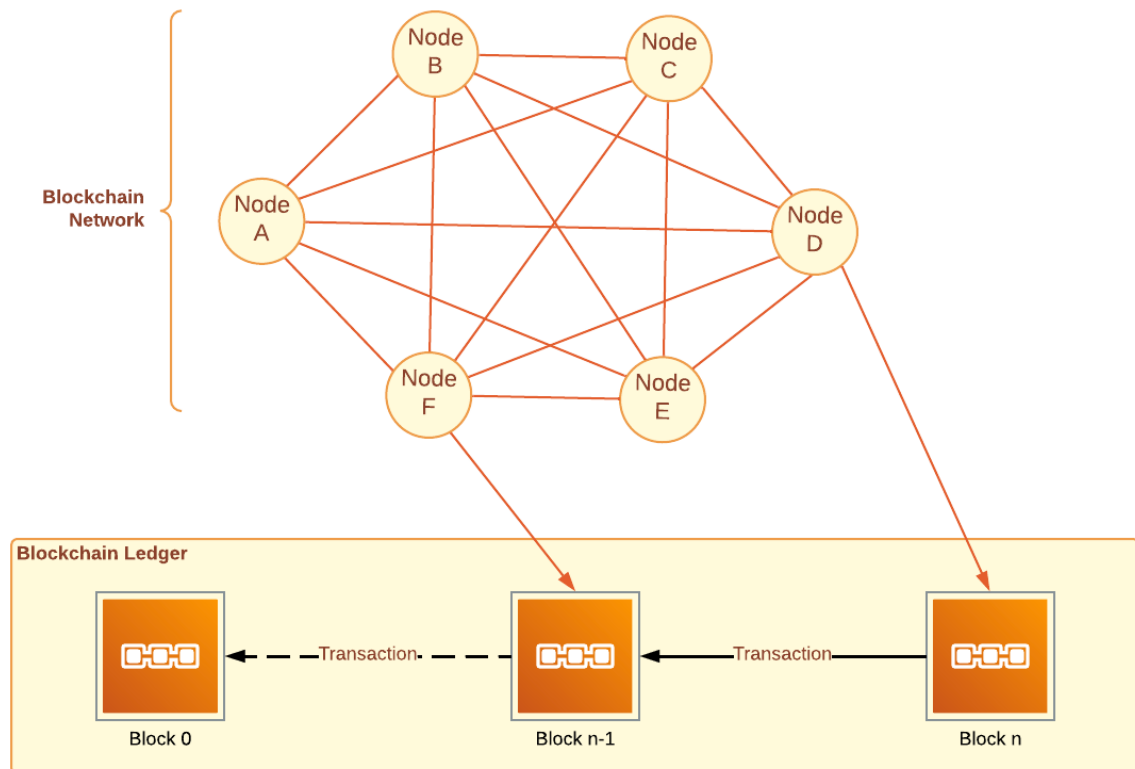 Node
B
Node
C
Blockchain
Network
Node
A
Node
D
Node
F
Node
E
Blockchain Ledger
Transaction
Transaction
Block 0
Block n-1
Block n